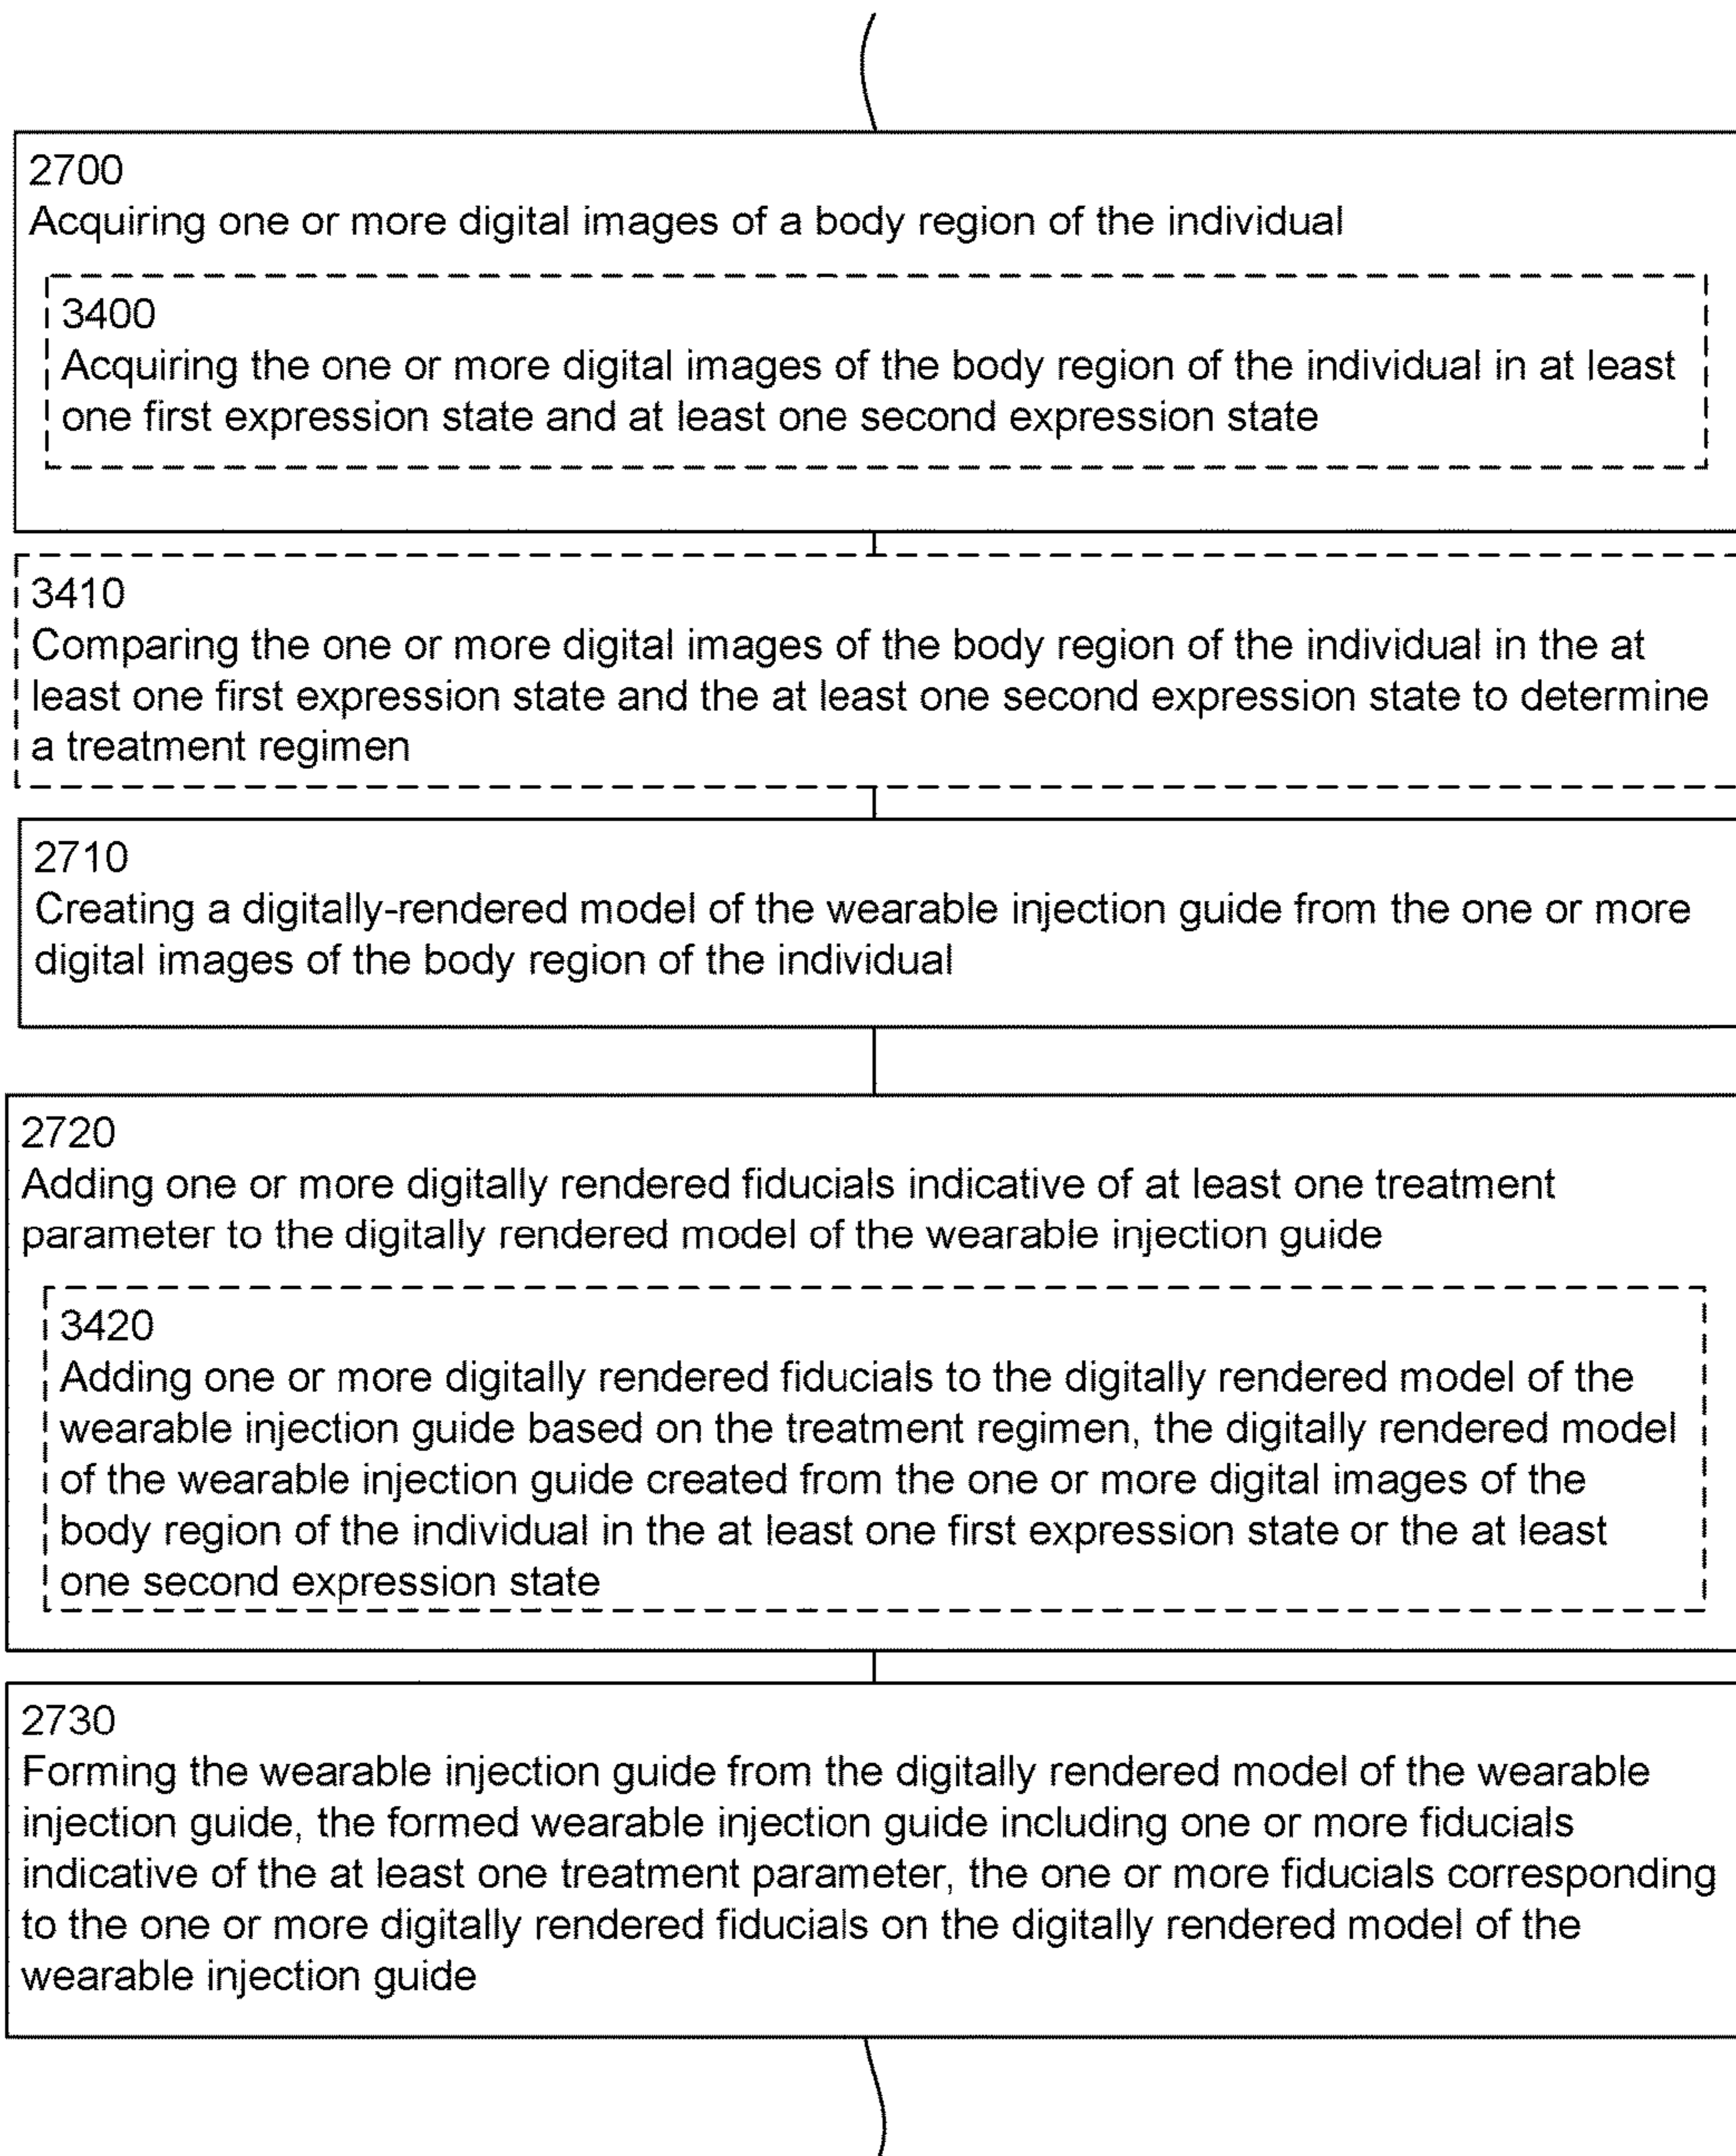 2700
Acquiring one or more digital images of a body region of the individual
3400
Acquiring the one or more digital images of the body region of the individual in at least
one first expression state and at least one second expression state
3410
Comparing the one or more digital images of the body region of the individual in the at
least one first expression state and the at least one second expression state to determine
a treatment regimen
2710
Creating a digitally-rendered model of the wearable injection guide from the one or more
digital images of the body region of the individual
2720
Adding one or more digitally rendered fiducials indicative of at least one treatment
parameter to the digitally rendered model of the wearable injection guide
3420
Adding one or more digitally rendered fiducials to the digitally rendered model of the
wearable injection guide based on the treatment regimen, the digitally rendered model
of the wearable injection guide created from the one or more digital images of the
body region of the individual in the at least one first expression state or the at least
one second expression state
2730
Forming the wearable injection guide from the digitally rendered model of the wearable
injection guide, the formed wearable injection guide including one or more fiducials
indicative of the at least one treatment parameter, the one or more fiducials corresponding
to the one or more digitally rendered fiducials on the digitally rendered model of the
wearable injection guide